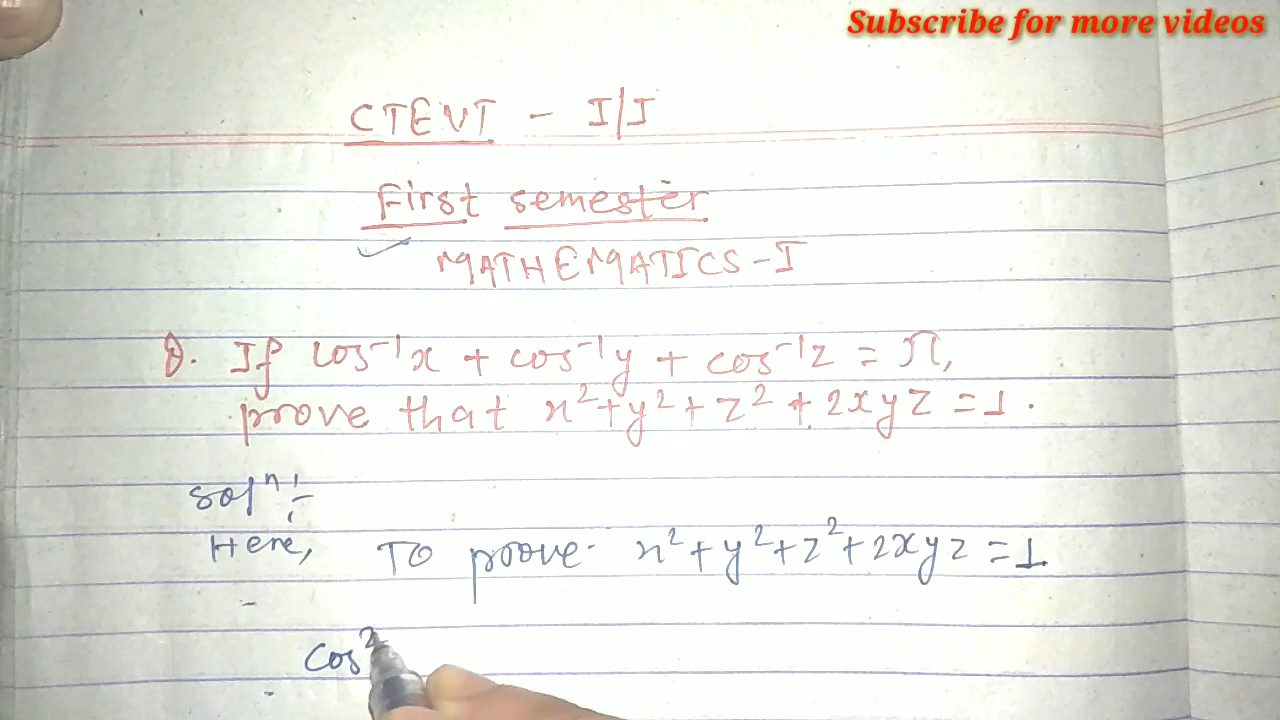 Subscribe for more videos
CTEVT - I/I
First semester
MATHEMATICS-I
Q. If cos⁻¹x + cos⁻¹y + cos⁻¹z = π,
prove that x² + y² + z² + 2xyz = 1.
Solⁿ:-
Here, To prove x² + y² + z² + 2xyz = 1
cos²